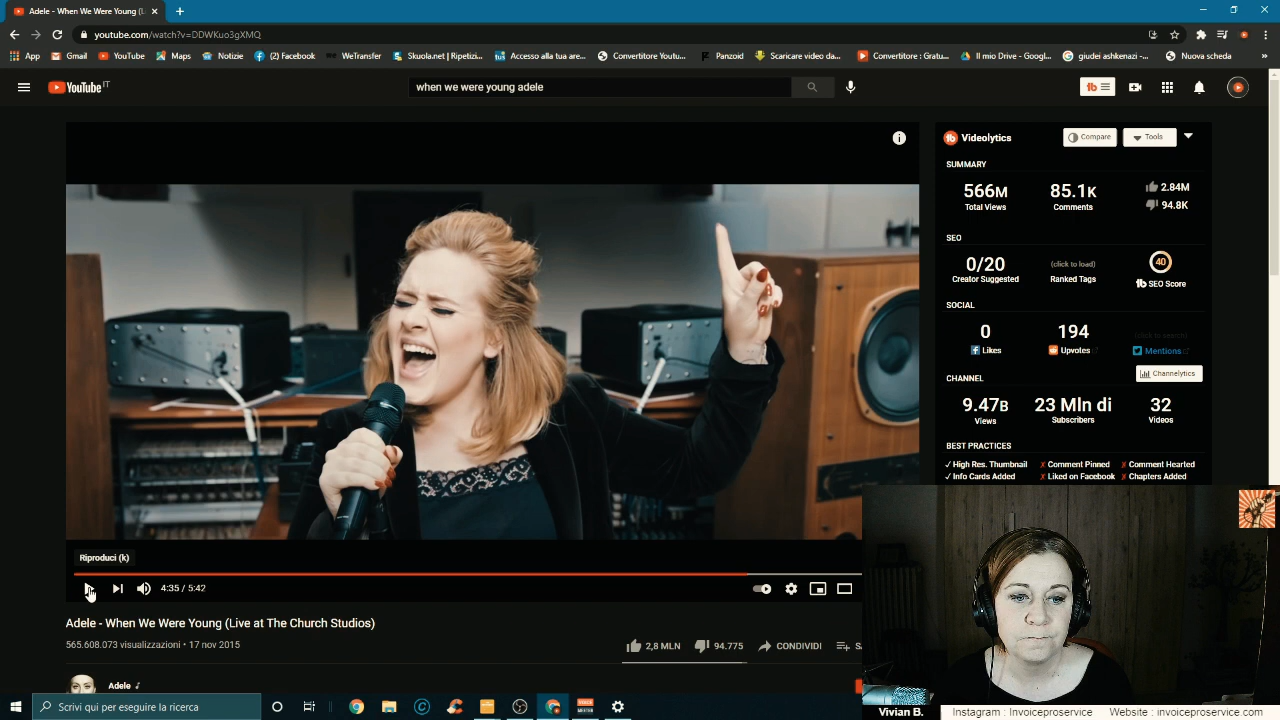 Adele - When We Were Young (L
youtube.com/watch?v=DDWKuo3gXMQ
App Gmail YouTube Maps Notizie (2) Facebook WeTransfer Skuola.net | Ripetizi... Accesso alla tua are... Convertitore Youtu... Panzoid Scaricare video da... Convertitore : Gratu... Il mio Drive - Googl... giudei ashkenazi -... Nuova scheda »
YouTube IT
when we were young adele
tb
Videolytics Compare Tools
SUMMARY
566M 85.1K 2.84M
Total Views Comments 94.8K
SEO
0/20 (click to load) 40
Creator Suggested Ranked Tags tb SEO Score
SOCIAL
0 194 (click to search)
Likes Upvotes Mentions
CHANNEL Channelytics
9.47B 23 Mln di 32
Views Subscribers Videos
BEST PRACTICES
✓ High Res. Thumbnail ✗ Comment Pinned ✗ Comment Hearted
✓ Info Cards Added ✗ Liked on Facebook ✗ Chapters Added
Riproduci (k)
4:35 / 5:42
Adele - When We Were Young (Live at The Church Studios)
565.608.073 visualizzazioni • 17 nov 2015
2,8 MLN 94.775 CONDIVIDI SA
Adele
Scrivi qui per eseguire la ricerca
Vivian B. Instagram : Invoiceproservice Website : invoiceproservice.com